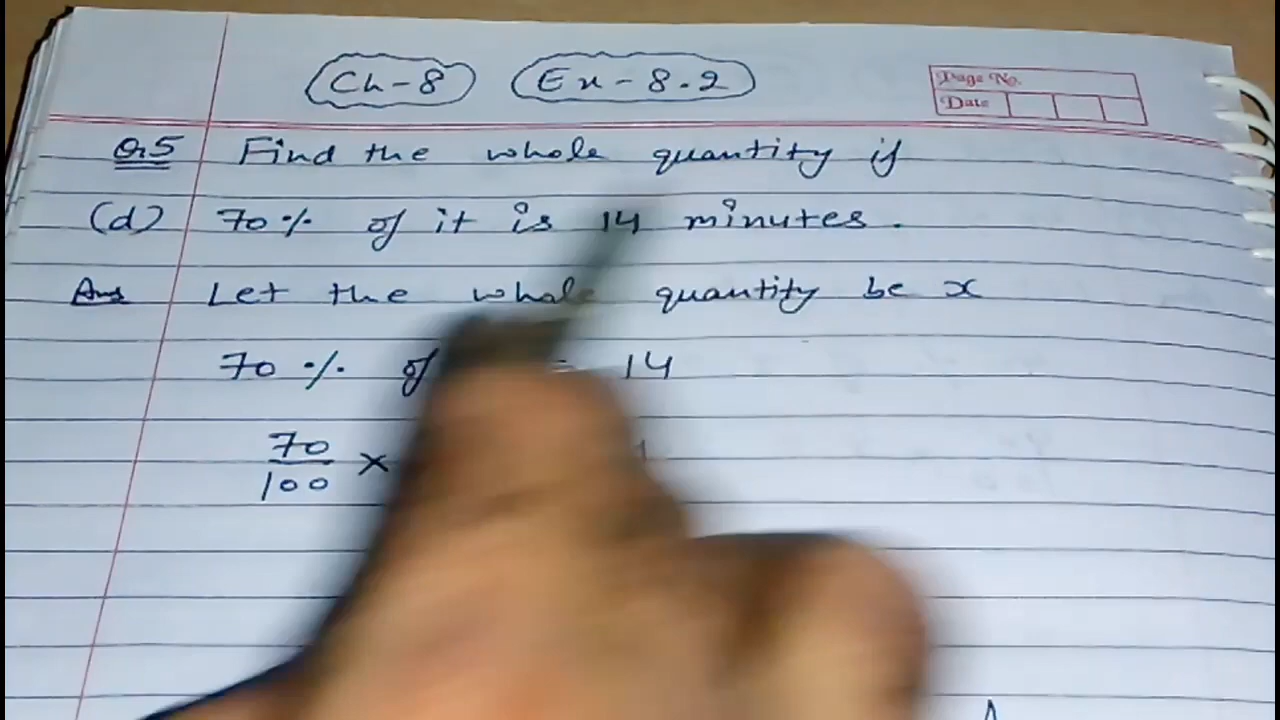 Ch-8 Ex-8.2
Page No.
Date
Q5 Find the whole quantity if
(d) 70% of it is 14 minutes.
Ans Let the whole quantity be x
70 % of = 14
70/100 ×